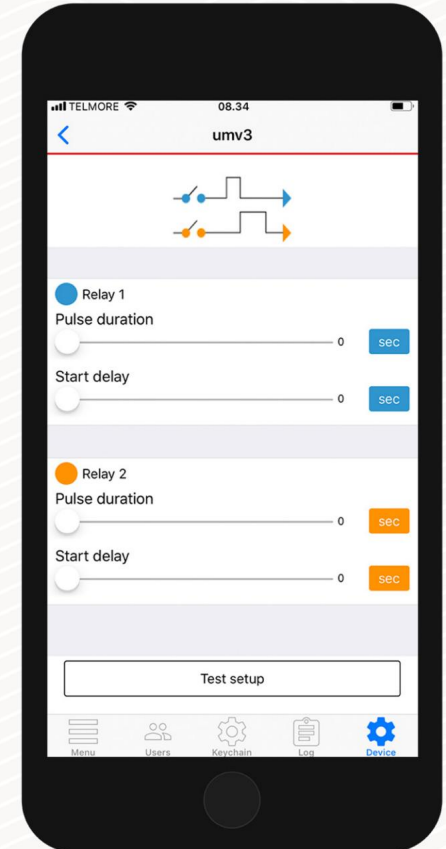 TELMORE 08.34
umv3
Relay 1
Pulse duration
0 sec
Start delay
0 sec
Relay 2
Pulse duration
0 sec
Start delay
0 sec
Test setup
Menu Users Keychain Log Device